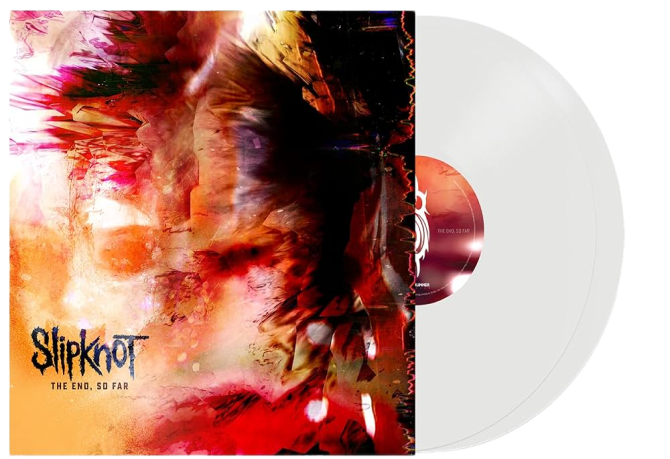 Slipknot
THE END, SO FAR
THE END, SO FAR